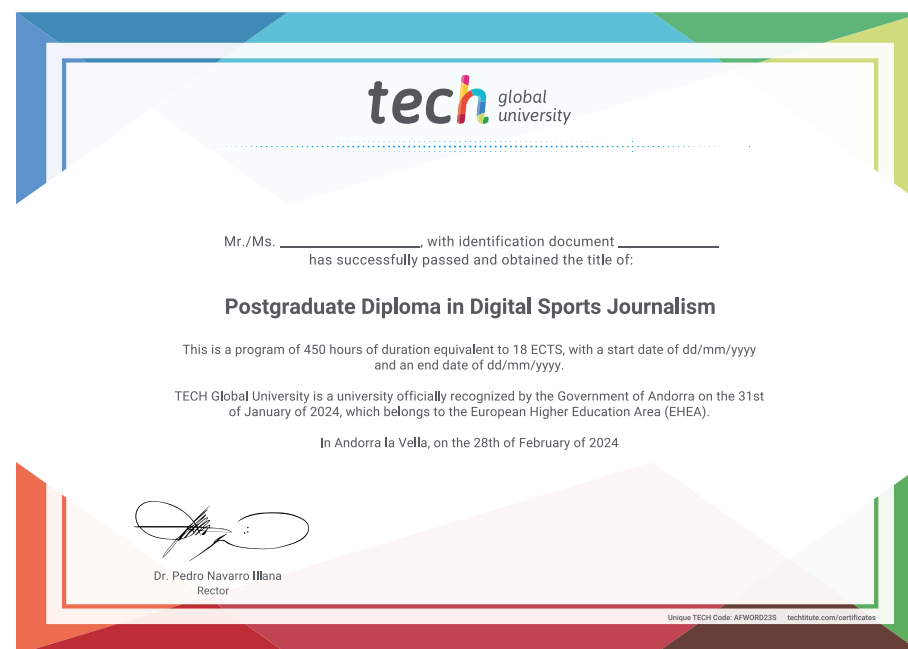 tech global
university
Mr./Ms. ____________________, with identification document ______________
has successfully passed and obtained the title of:
Postgraduate Diploma in Digital Sports Journalism
This is a program of 450 hours of duration equivalent to 18 ECTS, with a start date of dd/mm/yyyy
and an end date of dd/mm/yyyy.
TECH Global University is a university officially recognized by the Government of Andorra on the 31st
of January of 2024, which belongs to the European Higher Education Area (EHEA).
In Andorra la Vella, on the 28th of February of 2024
Dr. Pedro Navarro Illana
Rector
Unique TECH Code: AFWORD23S techtitute.com/certificates